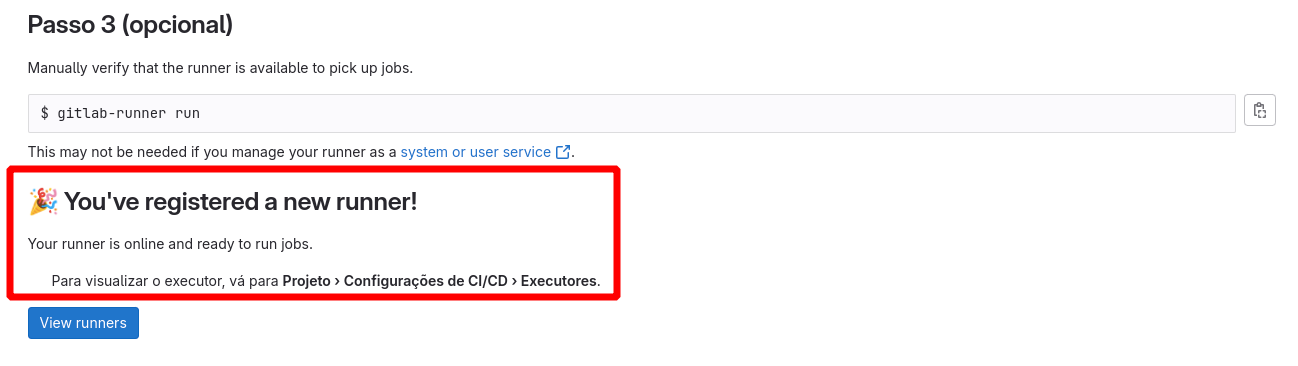 Passo 3 (opcional)
Manually verify that the runner is available to pick up jobs.
$ gitlab-runner run
This may not be needed if you manage your runner as a system or user service.
🎉 You've registered a new runner!
Your runner is online and ready to run jobs.
Para visualizar o executor, vá para Projeto › Configurações de CI/CD › Executores.
View runners